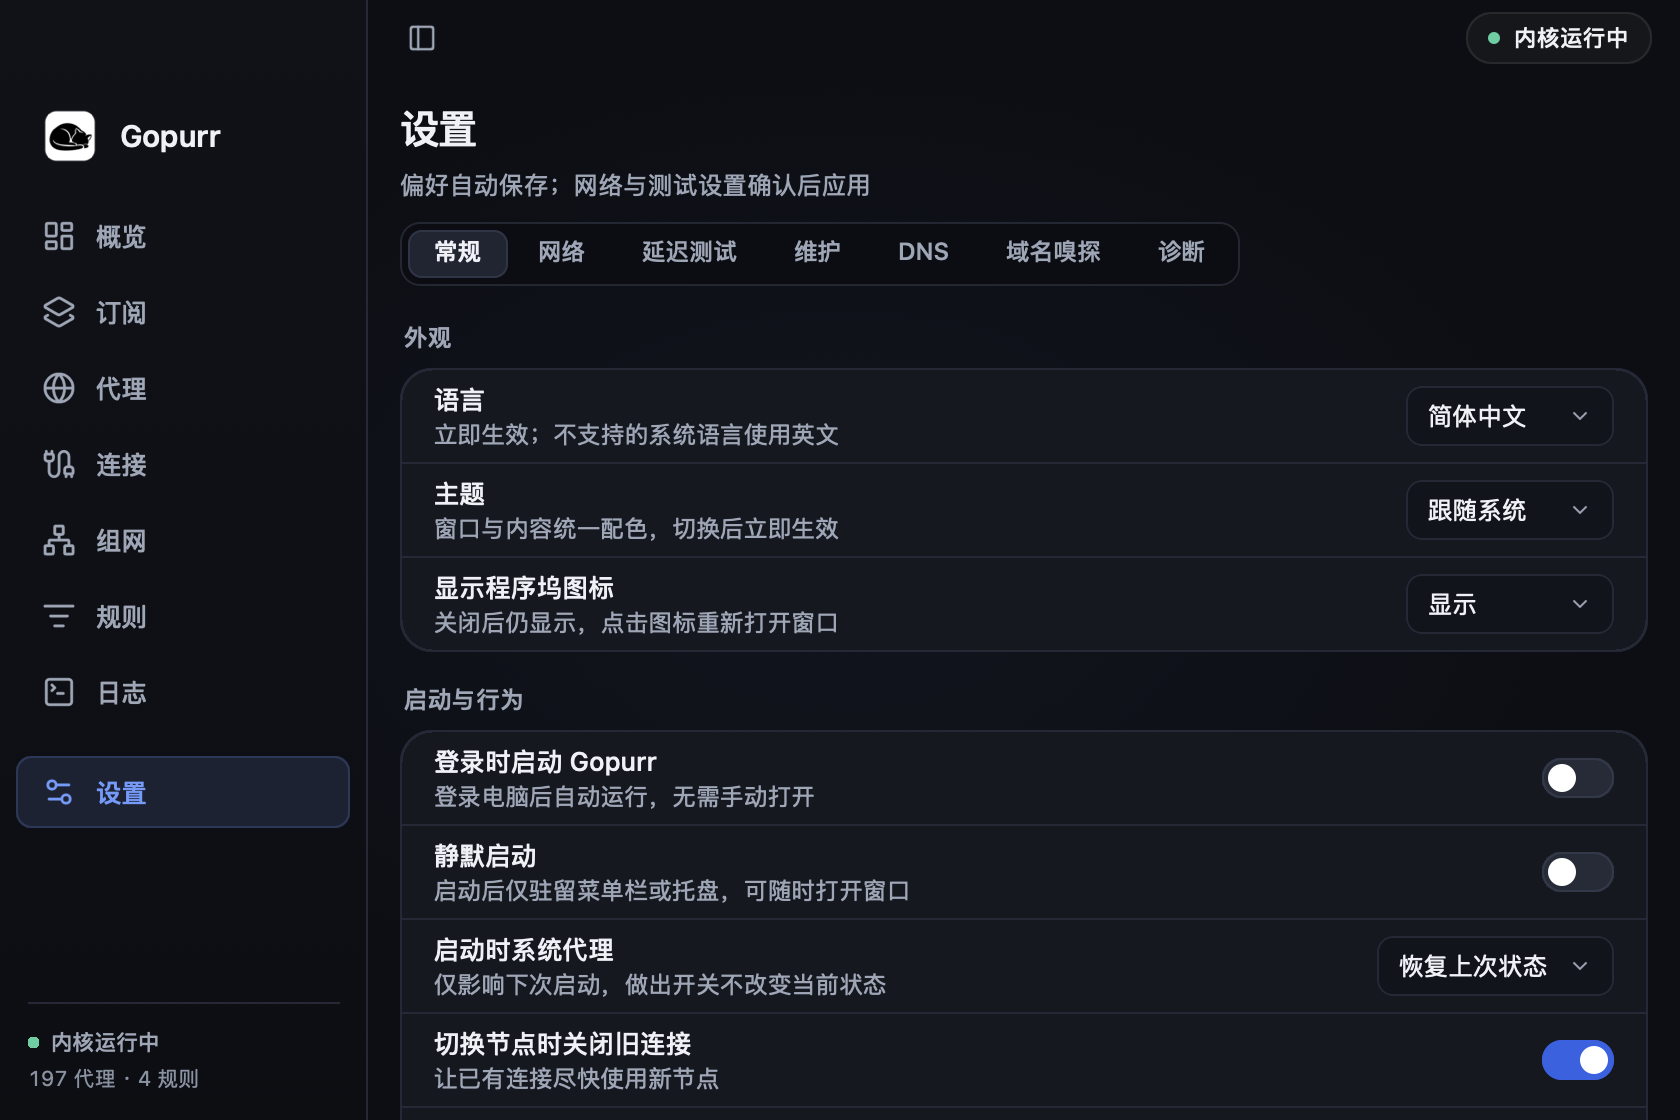 内核运行中
Gopurr
概览
订阅
代理
连接
组网
规则
日志
设置
内核运行中
197 代理 · 4 规则
设置
偏好自动保存；网络与测试设置确认后应用
常规 网络 延迟测试 维护 DNS 域名嗅探 诊断
外观
语言
立即生效；不支持的系统语言使用英文
简体中文
主题
窗口与内容统一配色，切换后立即生效
跟随系统
显示程序坞图标
关闭后仍显示，点击图标重新打开窗口
显示
启动与行为
登录时启动 Gopurr
登录电脑后自动运行，无需手动打开
静默启动
启动后仅驻留菜单栏或托盘，可随时打开窗口
启动时系统代理
仅影响下次启动，做出开关不改变当前状态
恢复上次状态
切换节点时关闭旧连接
让已有连接尽快使用新节点